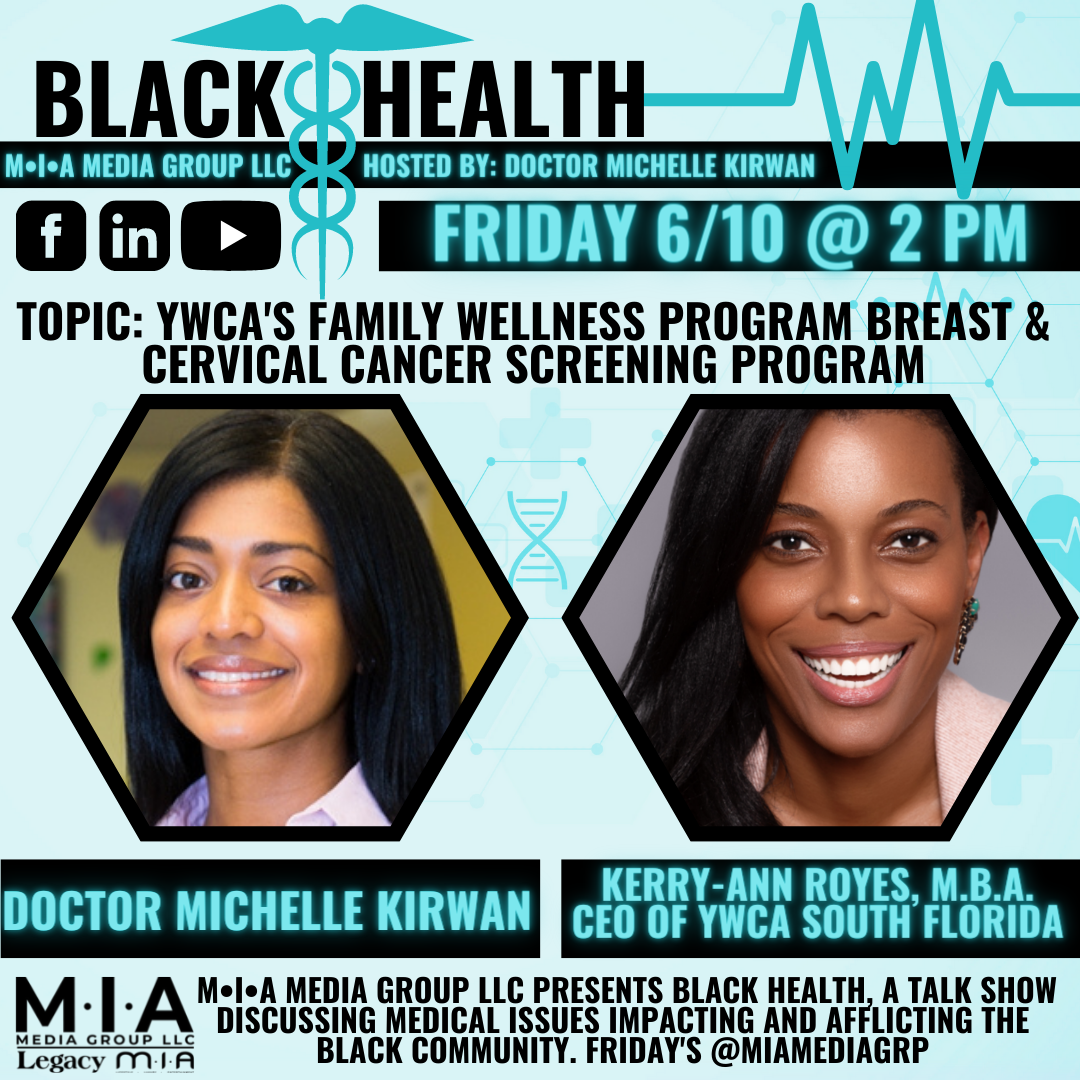 BLACK HEALTH
M•I•A MEDIA GROUP LLC HOSTED BY: DOCTOR MICHELLE KIRWAN
f in
FRIDAY 6/10 @ 2 PM
TOPIC: YWCA'S FAMILY WELLNESS PROGRAM BREAST &
CERVICAL CANCER SCREENING PROGRAM
DOCTOR MICHELLE KIRWAN
KERRY-ANN ROYES, M.B.A.
CEO OF YWCA SOUTH FLORIDA
M·I·A
MEDIA GROUP LLC
Legacy M·I·A
M•I•A MEDIA GROUP LLC PRESENTS BLACK HEALTH, A TALK SHOW
DISCUSSING MEDICAL ISSUES IMPACTING AND AFFLICTING THE
BLACK COMMUNITY. FRIDAY'S @MIAMEDIAGRP